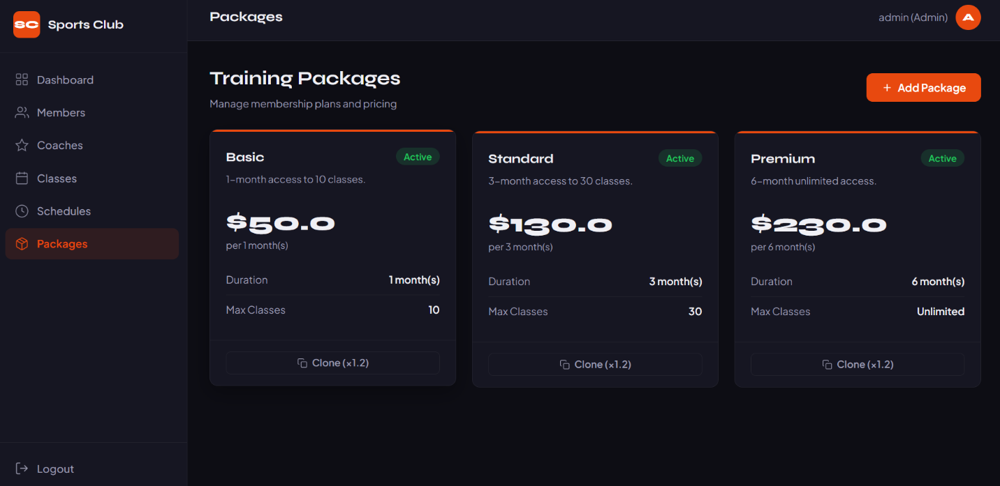 SC Sports Club
Packages
admin (Admin) A
Dashboard
Members
Coaches
Classes
Schedules
Packages
Logout
Training Packages
Manage membership plans and pricing
+ Add Package
Basic Active
1-month access to 10 classes.
$50.0
per 1 month(s)
Duration 1 month(s)
Max Classes 10
Clone (×1.2)
Standard Active
3-month access to 30 classes.
$130.0
per 3 month(s)
Duration 3 month(s)
Max Classes 30
Clone (×1.2)
Premium Active
6-month unlimited access.
$230.0
per 6 month(s)
Duration 6 month(s)
Max Classes Unlimited
Clone (×1.2)